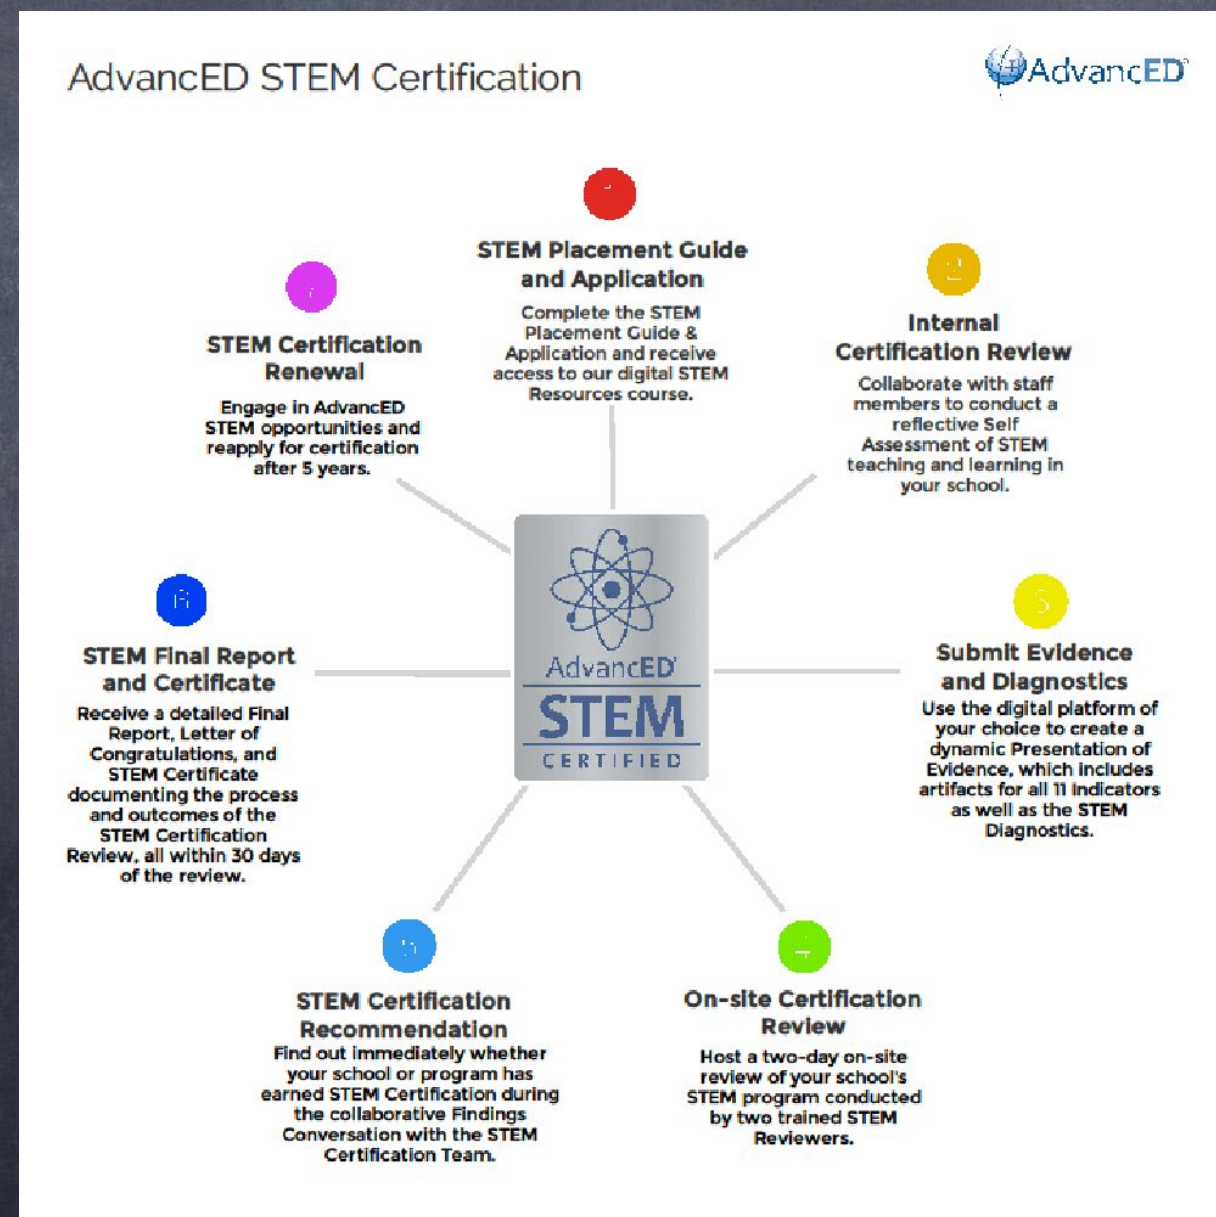 AdvancED STEM Certification
AdvancED
1
STEM Placement Guide
and Application
Complete the STEM
Placement Guide &
Application and receive
access to our digital STEM
Resources course.
2
Internal
Certification Review
Collaborate with staff
members to conduct a
reflective Self
Assessment of STEM
teaching and learning in
your school.
3
Submit Evidence
and Diagnostics
Use the digital platform of
your choice to create a
dynamic Presentation of
Evidence, which includes
artifacts for all 11 Indicators
as well as the STEM
Diagnostics.
4
On-site Certification
Review
Host a two-day on-site
review of your school's
STEM program conducted
by two trained STEM
Reviewers.
5
STEM Certification
Recommendation
Find out immediately whether
your school or program has
earned STEM Certification during
the collaborative Findings
Conversation with the STEM
Certification Team.
6
STEM Final Report
and Certificate
Receive a detailed Final
Report, Letter of
Congratulations, and
STEM Certificate
documenting the process
and outcomes of the
STEM Certification
Review, all within 30 days
of the review.
7
STEM Certification
Renewal
Engage in AdvancED
STEM opportunities and
reapply for certification
after 5 years.
AdvancED
STEM
CERTIFIED